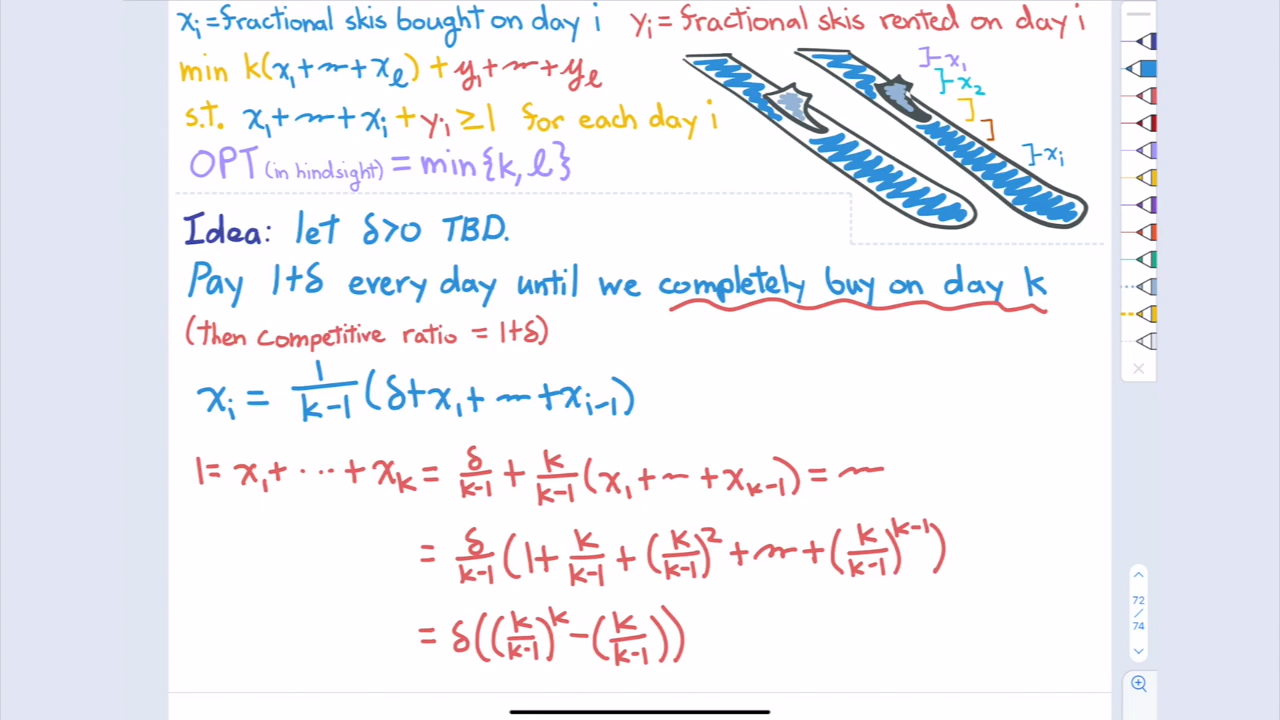 xᵢ = fractional skis bought on day i   yᵢ = fractional skis rented on day i
min k(x₁+⋯+x_ℓ) + y₁+⋯+y_ℓ
s.t. x₁+⋯+xᵢ + yᵢ ≥ 1 for each day i
OPT (in hindsight) = min{k, ℓ}
]-x₁
]-x₂
]
]
]-xᵢ
Idea: let δ>0 TBD.
Pay 1+δ every day until we completely buy on day k
(then competitive ratio = 1+δ)
xᵢ = 1/(k-1) (δ+x₁+⋯+xᵢ₋₁)
1 = x₁+⋯+x_k = δ/(k-1) + k/(k-1) (x₁+⋯+x_{k-1}) = ⋯
= δ/(k-1) (1 + k/(k-1) + (k/(k-1))² + ⋯ + (k/(k-1))^{k-1})
= δ((k/(k-1))^k - (k/(k-1)))
72
/
74